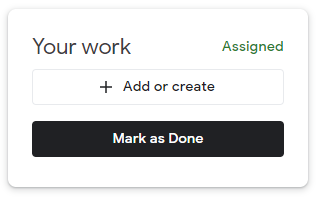 Your work Assigned
+ Add or create
Mark as Done